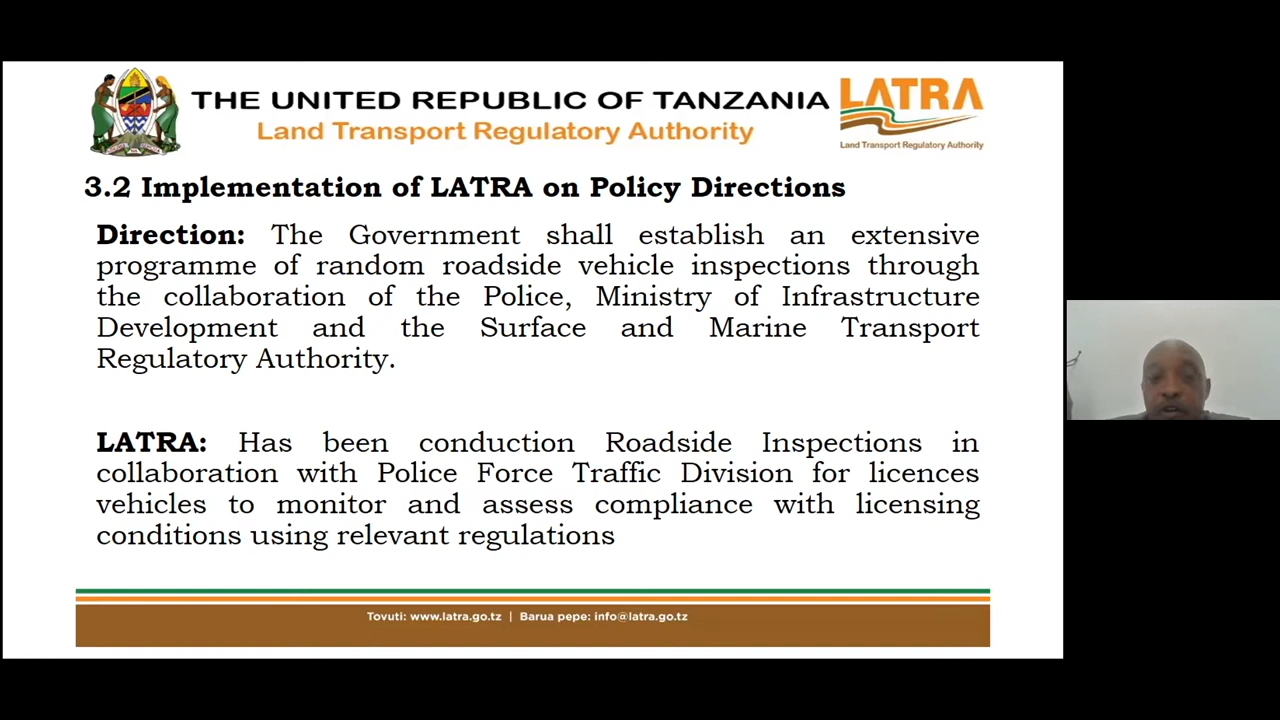 THE UNITED REPUBLIC OF TANZANIA
Land Transport Regulatory Authority
LATRA
Land Transport Regulatory Authority
3.2 Implementation of LATRA on Policy Directions
Direction: The Government shall establish an extensive
programme of random roadside vehicle inspections through
the collaboration of the Police, Ministry of Infrastructure
Development and the Surface and Marine Transport
Regulatory Authority.
LATRA: Has been conduction Roadside Inspections in
collaboration with Police Force Traffic Division for licences
vehicles to monitor and assess compliance with licensing
conditions using relevant regulations
Tovuti: www.latra.go.tz | Barua pepe: info@latra.go.tz